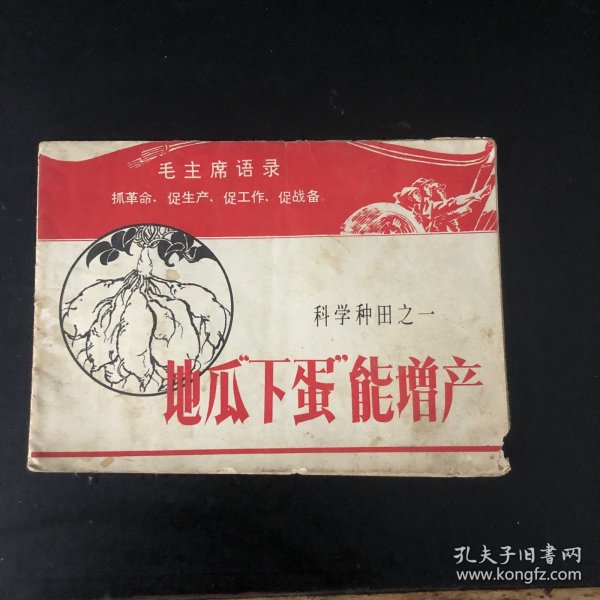 毛主席语录
抓革命、促生产、促工作、促战备。
科学种田之一
地瓜“下蛋”能增产
孔夫子旧书网
www.kongfz.com